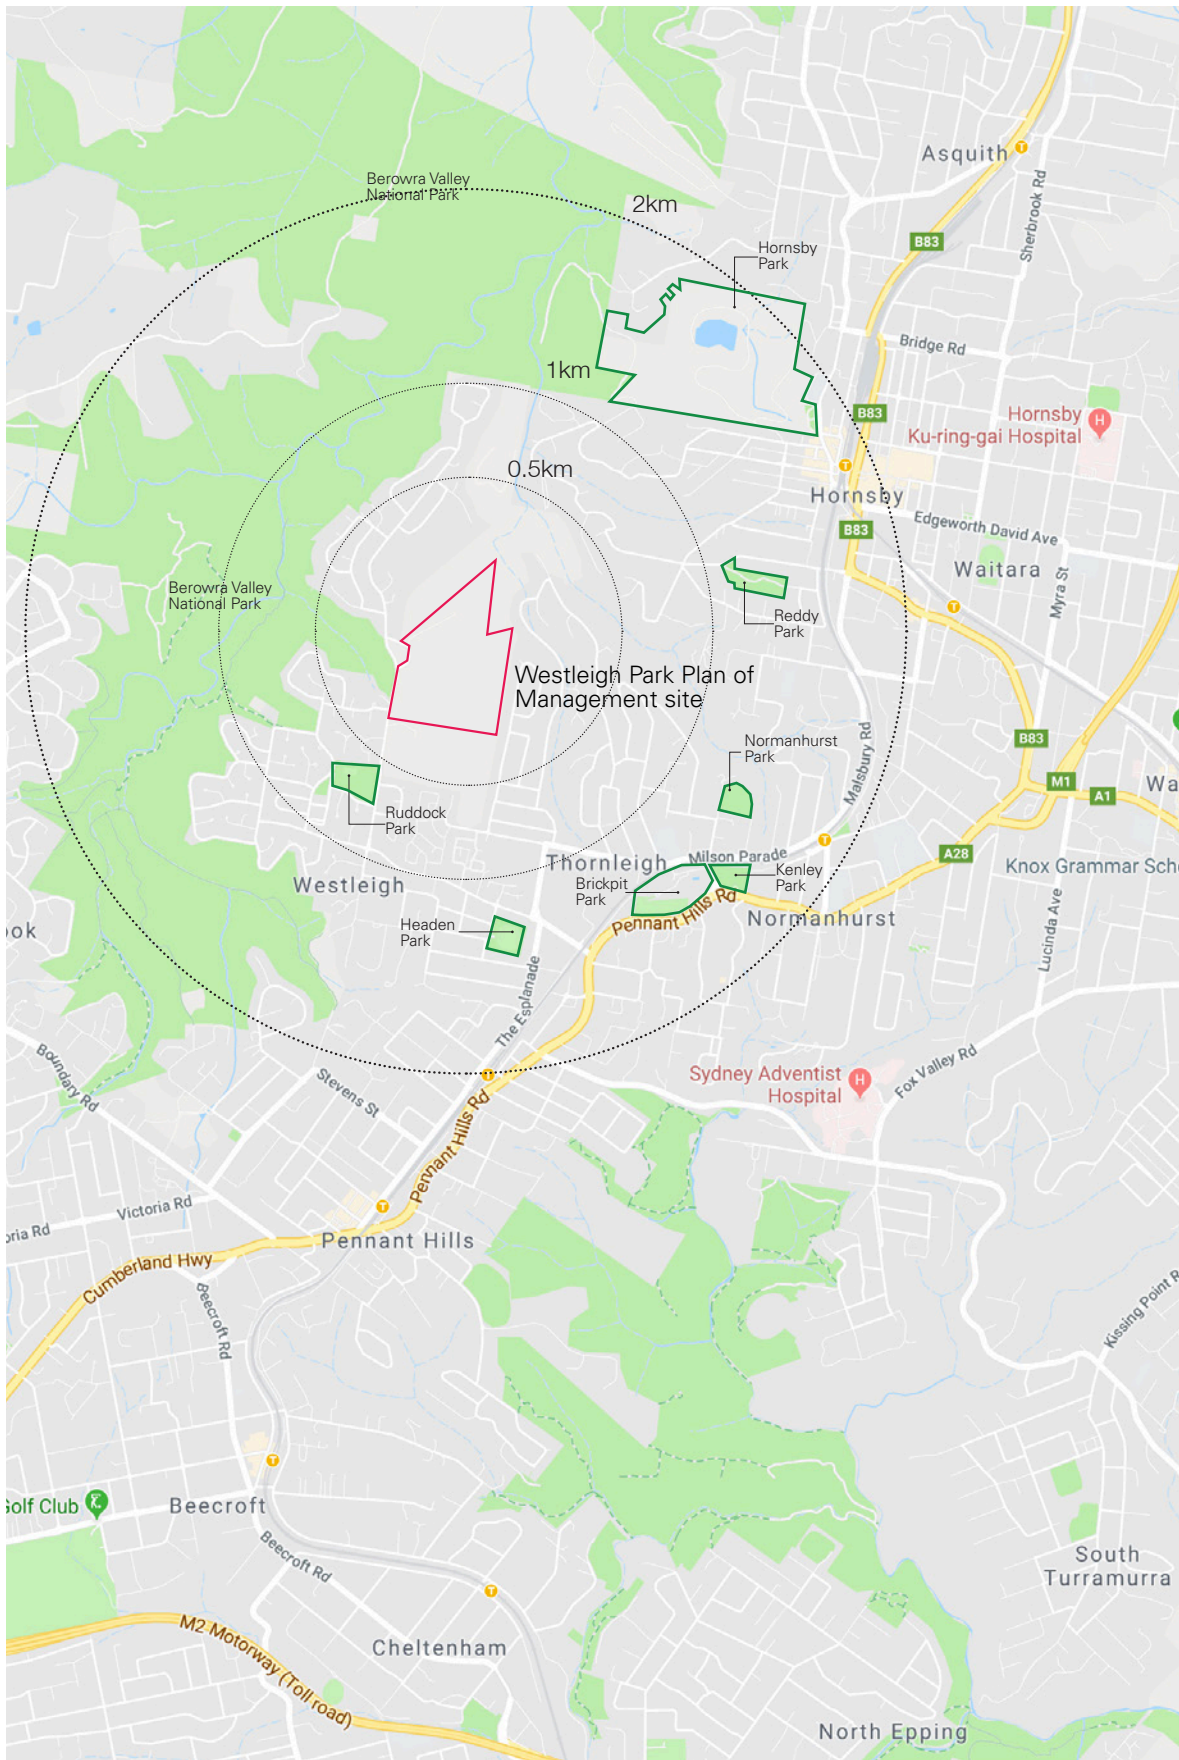 Asquith
Sherbrook Rd
Berowra Valley
National Park
2km
B83
Hornsby
Park
Bridge Rd
1km
B83
Hornsby
Ku-ring-gai Hospital
H
0.5km
Hornsby
B83
Edgeworth David Ave
Waitara
Myra St
Berowra Valley
National Park
Reddy
Park
Westleigh Park Plan of
Management site
Malsbury Rd
B83
Normanhurst
Park
M1
A1
Wa
Ruddock
Park
A28
Thornleigh
Milson Parade
Knox Grammar Sch
Kenley
Park
Westleigh
Brickpit
Park
Pennant Hills Rd
Normanhurst
Lucinda Ave
Headen
Park
ok
The Esplanade
Boundary Rd
Stevens St
Sydney Adventist
Hospital
H
Fox Valley Rd
Pennant Hills Rd
Victoria Rd
oria Rd
Pennant Hills
Cumberland Hwy
Beecroft Rd
Kissing Point R
Golf Club
Beecroft
Beecroft Rd
South
Turramurra
M2 Motorway (Toll road)
Cheltenham
North Epping
T
T
T
T
T
T
T
T